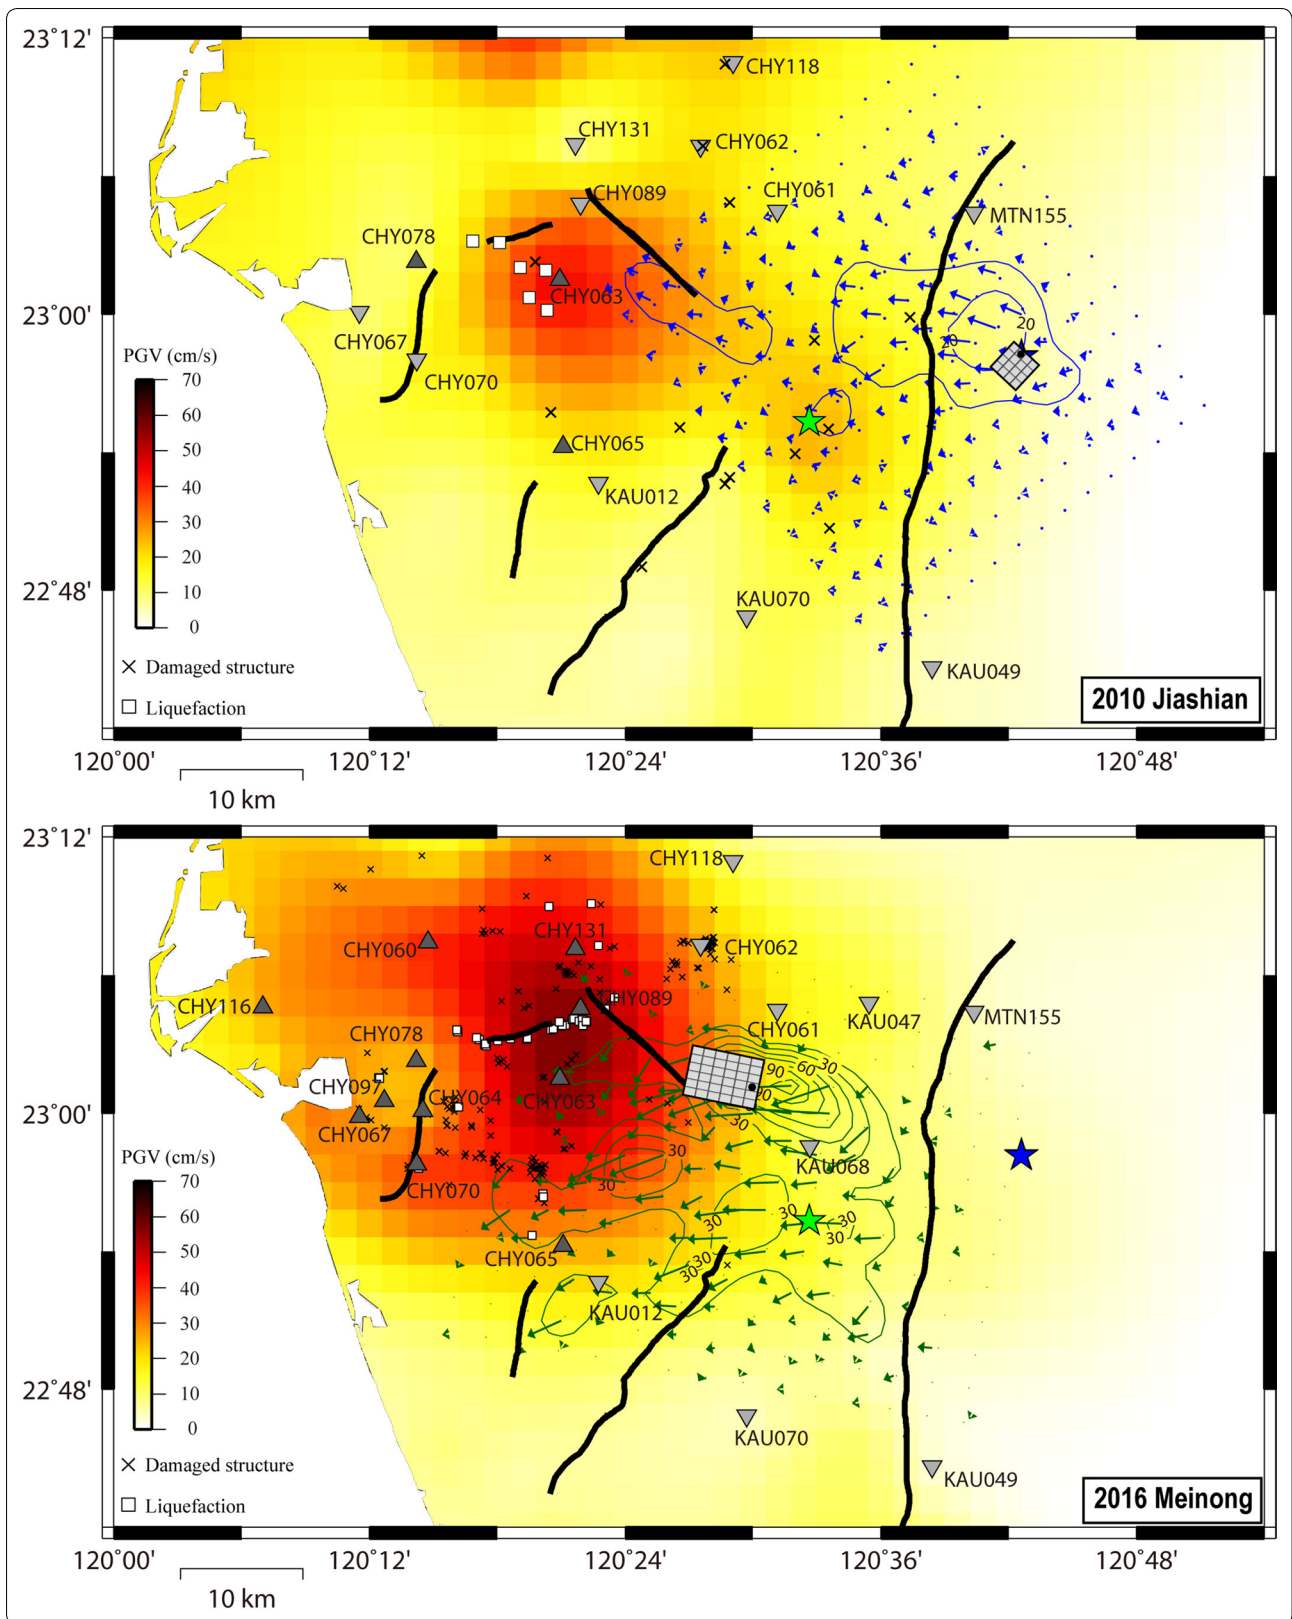 23°12'
CHY118
CHY131
CHY062
CHY061
CHY089
MTN155
CHY078
CHY063
23°00'
20
20
CHY067
PGV (cm/s)
CHY070
70
60
50
CHY065
40
KAU012
30
20
10
22°48'
KAU070
0
Damaged structure
KAU049
Liquefaction
2010 Jiashian
120°00'
120°12'
120°24'
120°36'
120°48'
10 km
23°12'
CHY118
CHY131
CHY060
CHY062
CHY089
CHY116
CHY061
KAU047
MTN155
CHY078
90
60
30
CHY097
CHY064
CHY063
23°00'
30
CHY067
30
KAU068
PGV (cm/s)
CHY070
30
70
30
30
30
30
60
CHY065
50
30
30
40
KAU012
30
20
22°48'
10
KAU070
0
Damaged structure
KAU049
Liquefaction
2016 Meinong
120°00'
120°12'
120°24'
120°36'
120°48'
10 km